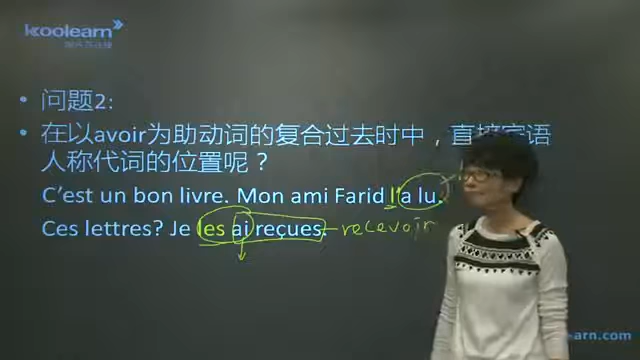 koolearn
问题2:
在以avoir为助动词的复合过去时中，直接宾语
人称代词的位置呢？
C'est un bon livre. Mon ami Farid l'a lu.
Ces lettres? Je les ai reçues. recevoir
earn.com